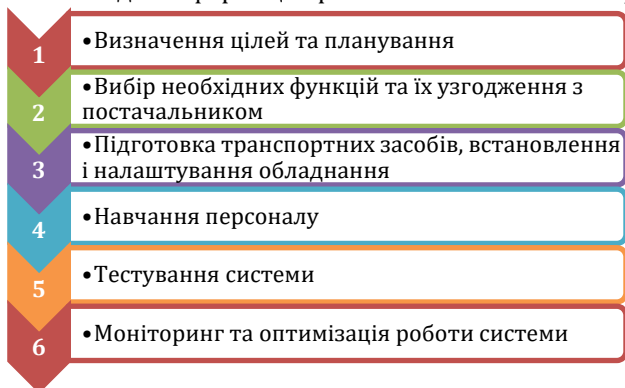 1
•Визначення цілей та планування
2
•Вибір необхідних функцій та їх узгодження з
постачальником
3
•Підготовка транспортних засобів, встановлення
і налаштування обладнання
4
•Навчання персоналу
5
•Тестування системи
6
•Моніторинг та оптимізація роботи системи